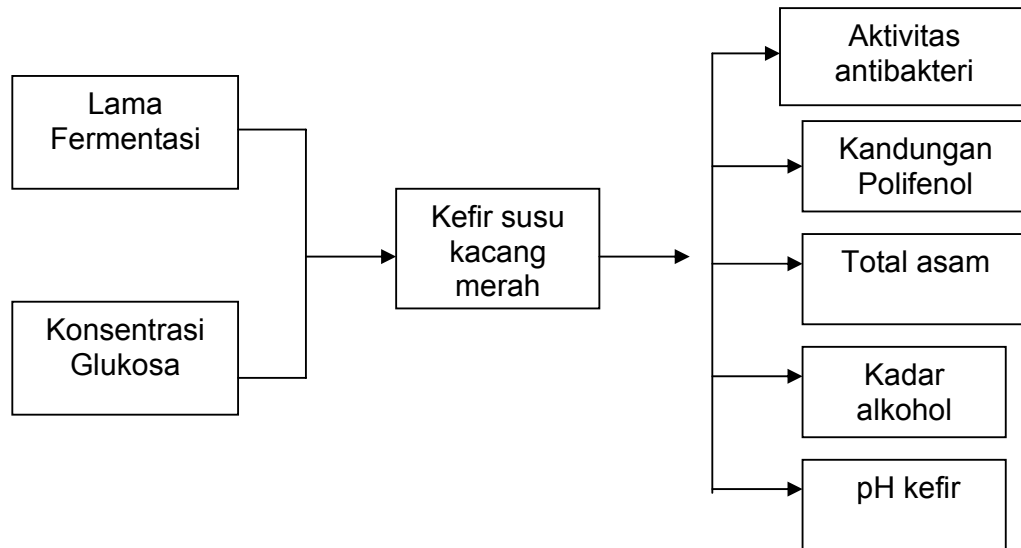 Lama
Fermentasi
Konsentrasi
Glukosa
Kefir susu
kacang
merah
Aktivitas
antibakteri
Kandungan
Polifenol
Total asam
Kadar
alkohol
pH kefir